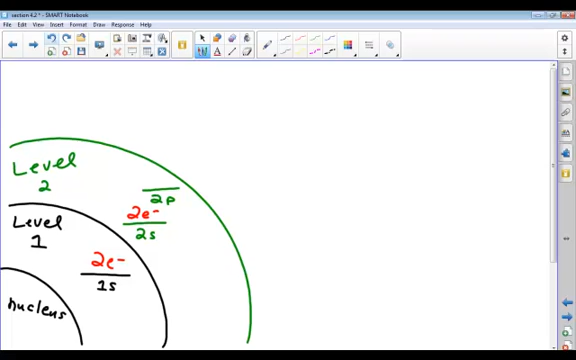 section 4.2 * - SMART Notebook
File Edit View Insert Format Draw Response Help
Level
2
2p
2e-
2s
Level
1
2e-
1s
nucleus